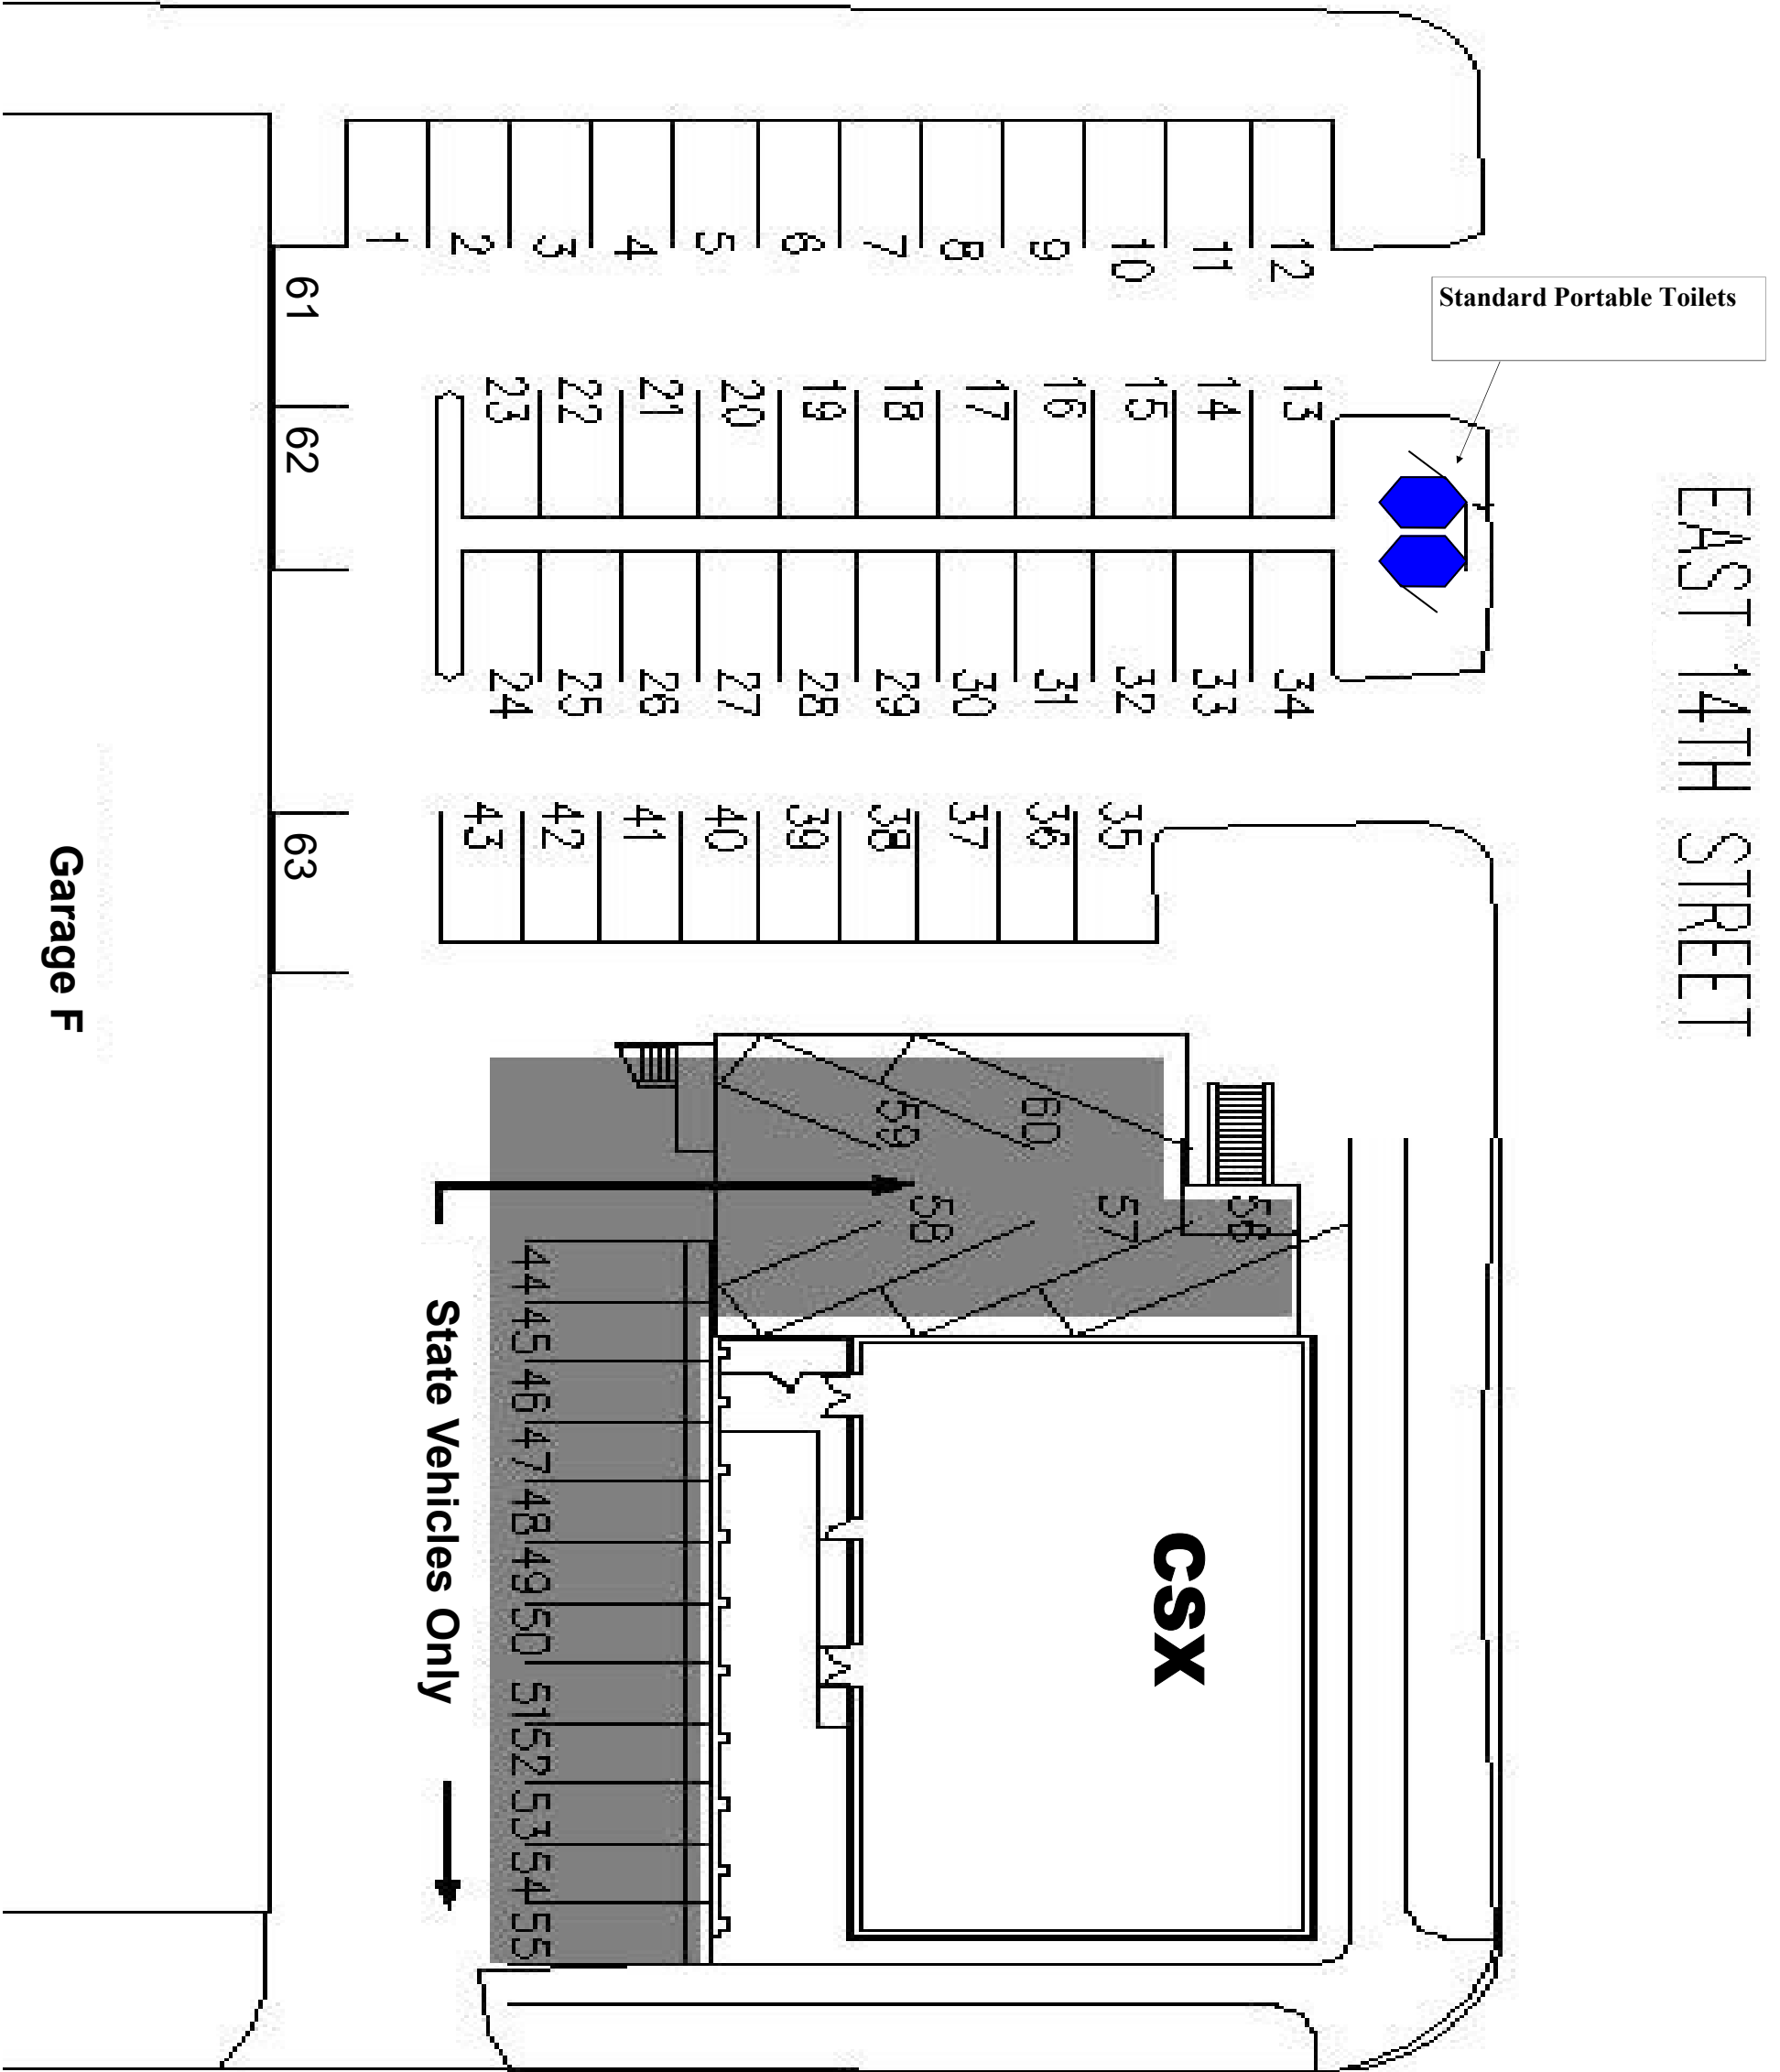 Standard Portable Toilets
EAST 14TH STREET
1 2 3 4 5 6 7 8 9 10 11 12
61
62
63
23 22 21 20 19 18 17 16 15 14 13
24 25 26 27 28 29 30 31 32 33 34
43 42 41 40 39 38 37 36 35
59 60
58 57 56
44 45 46 47 48 49 50 51 52 53 54 55
State Vehicles Only
CSX
Garage F